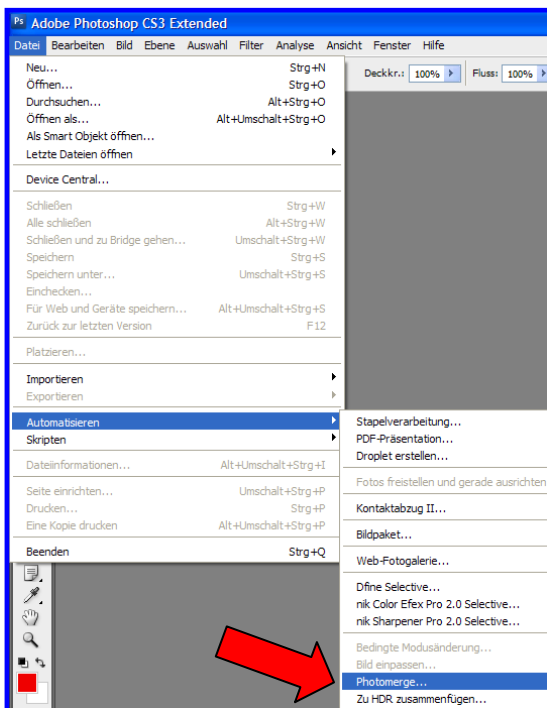 Ps Adobe Photoshop CS3 Extended
Datei Bearbeiten Bild Ebene Auswahl Filter Analyse Ansicht Fenster Hilfe
Deckkr.: 100% Fluss: 100%
Neu... Strg+N
Öffnen... Strg+O
Durchsuchen... Alt+Strg+O
Öffnen als... Alt+Umschalt+Strg+O
Als Smart Objekt öffnen...
Letzte Dateien öffnen
Device Central...
Schließen Strg+W
Alle schließen Alt+Strg+W
Schließen und zu Bridge gehen... Umschalt+Strg+W
Speichern Strg+S
Speichern unter... Umschalt+Strg+S
Einchecken...
Für Web und Geräte speichern... Alt+Umschalt+Strg+S
Zurück zur letzten Version F12
Platzieren...
Importieren
Exportieren
Automatisieren
Skripten
Dateiinformationen... Alt+Umschalt+Strg+I
Seite einrichten... Umschalt+Strg+P
Drucken... Strg+P
Eine Kopie drucken Alt+Umschalt+Strg+P
Beenden Strg+Q
Stapelverarbeitung...
PDF-Präsentation...
Droplet erstellen...
Fotos freistellen und gerade ausrichten
Kontaktabzug II...
Bildpaket...
Web-Fotogalerie...
Dfine Selective...
nik Color Efex Pro 2.0 Selective...
nik Sharpener Pro 2.0 Selective...
Bedingte Modusänderung...
Bild einpassen...
Photomerge...
Zu HDR zusammenfügen...